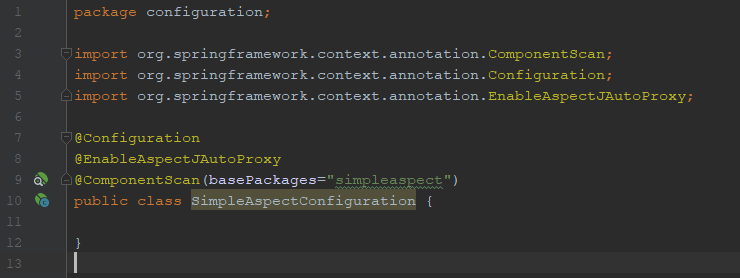 1 package configuration;
2
3 import org.springframework.context.annotation.ComponentScan;
4 import org.springframework.context.annotation.Configuration;
5 import org.springframework.context.annotation.EnableAspectJAutoProxy;
6
7 @Configuration
8 @EnableAspectJAutoProxy
9 @ComponentScan(basePackages="simpleaspect")
10 public class SimpleAspectConfiguration {
11
12 }
13